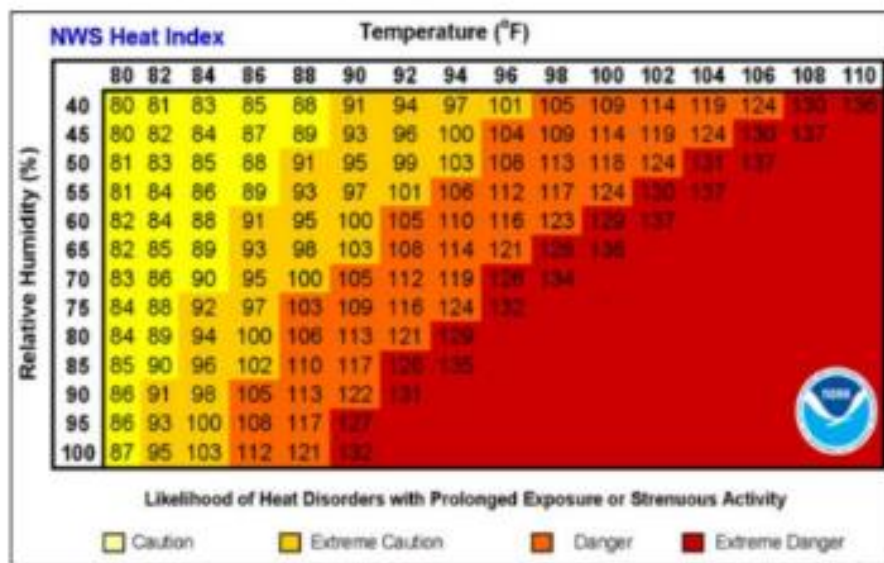 NWS Heat Index Temperature (°F)
80 82 84 86 88 90 92 94 96 98 100 102 104 106 108 110
Relative Humidity (%)
40 80 81 83 85 88 91 94 97 101 105 109 114 119 124 130 136
45 80 82 84 87 89 93 96 100 104 109 114 119 124 130 137
50 81 83 85 88 91 95 99 103 108 113 118 124 131 137
55 81 84 86 89 93 97 101 106 112 117 124 130 137
60 82 84 88 91 95 100 105 110 116 123 129 137
65 82 85 89 93 98 103 108 114 121 128 136
70 83 86 90 95 100 105 112 119 126 134
75 84 88 92 97 103 109 116 124 132
80 84 89 94 100 106 113 121 129
85 85 90 96 102 110 117 126 135
90 86 91 98 105 113 122 131
95 86 93 100 108 117 127
100 87 95 103 112 121 132
noaa
Likelihood of Heat Disorders with Prolonged Exposure or Strenuous Activity
Caution Extreme Caution Danger Extreme Danger